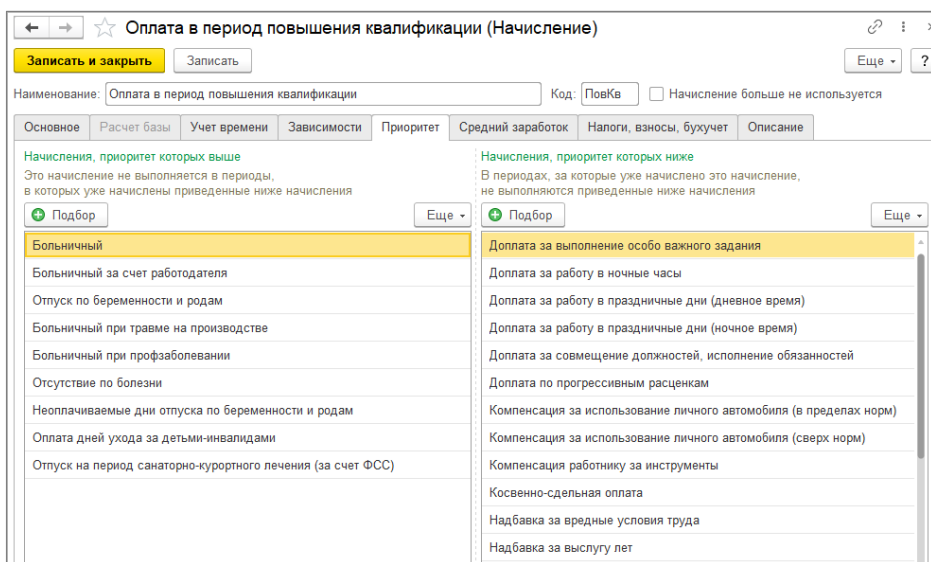 Оплата в период повышения квалификации (Начисление)
Записать и закрыть Записать Еще ?
Наименование: Оплата в период повышения квалификации Код: ПовКв Начисление больше не используется
Основное Расчет базы Учет времени Зависимости Приоритет Средний заработок Налоги, взносы, бухучет Описание
Начисления, приоритет которых выше
Это начисление не выполняется в периоды,
в которых уже начислены приведенные ниже начисления
Подбор Еще
Больничный
Больничный за счет работодателя
Отпуск по беременности и родам
Больничный при травме на производстве
Больничный при профзаболевании
Отсутствие по болезни
Неоплачиваемые дни отпуска по беременности и родам
Оплата дней ухода за детьми-инвалидами
Отпуск на период санаторно-курортного лечения (за счет ФСС)
Начисления, приоритет которых ниже
В периодах, за которые уже начислено это начисление,
не выполняются приведенные ниже начисления
Подбор Еще
Доплата за выполнение особо важного задания
Доплата за работу в ночные часы
Доплата за работу в праздничные дни (дневное время)
Доплата за работу в праздничные дни (ночное время)
Доплата за совмещение должностей, исполнение обязанностей
Доплата по прогрессивным расценкам
Компенсация за использование личного автомобиля (в пределах норм)
Компенсация за использование личного автомобиля (сверх норм)
Компенсация работнику за инструменты
Косвенно-сдельная оплата
Надбавка за вредные условия труда
Надбавка за выслугу лет